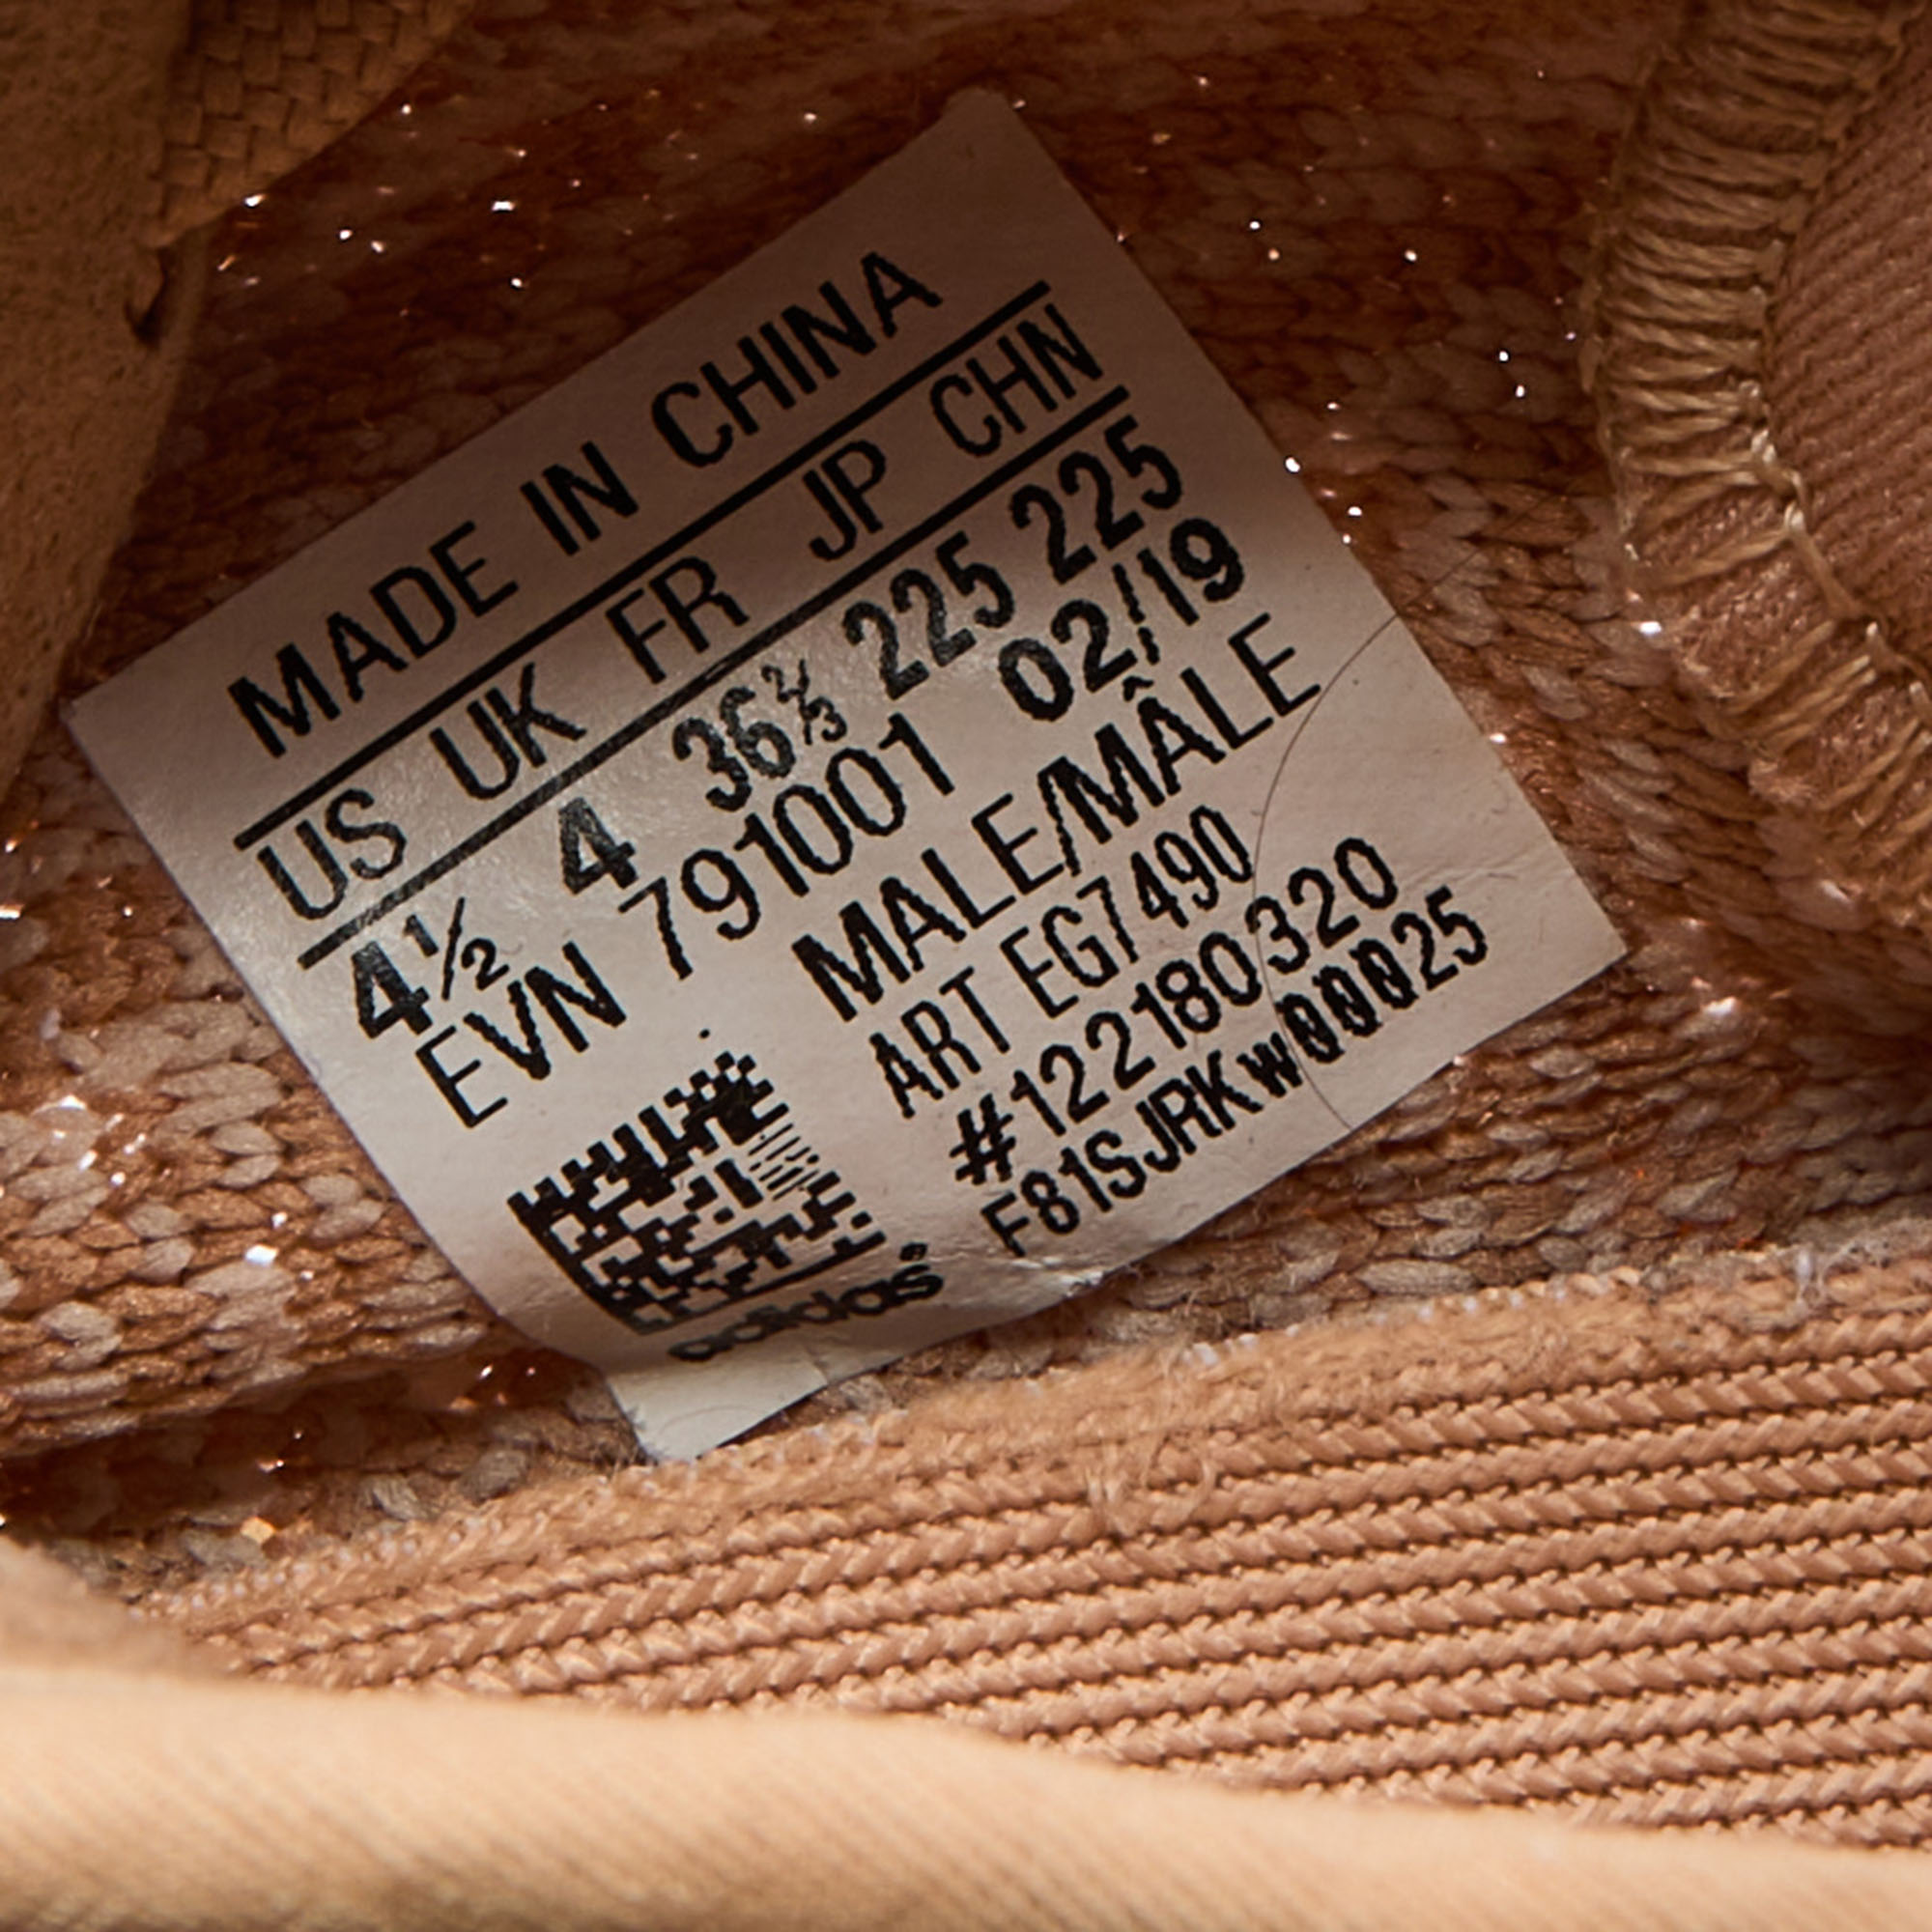 MADE IN CHINA
US UK FR JP CHN
4½ 4 36⅔ 225 225
EVN 791001 02/19
MALE/MÂLE
ART EG7490
#122180320
F81SJRKw00025
adidas